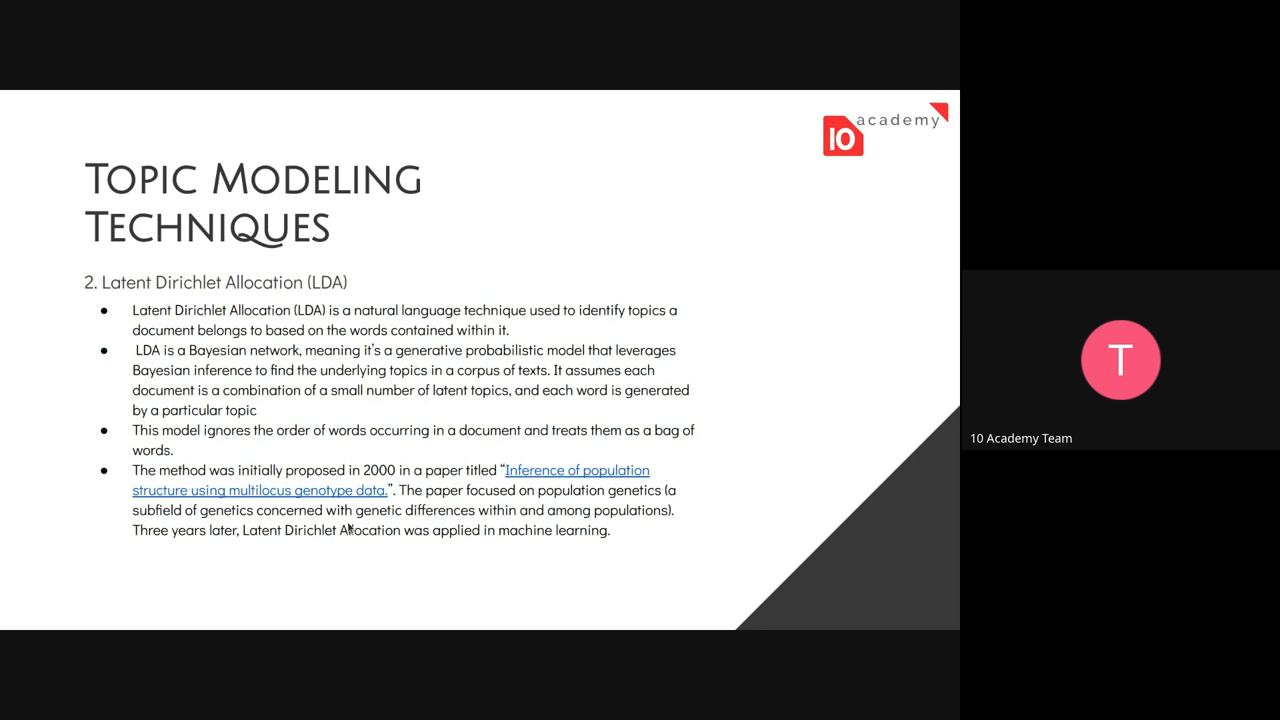 10 academy
TOPIC MODELING
TECHNIQUES
2. Latent Dirichlet Allocation (LDA)
● Latent Dirichlet Allocation (LDA) is a natural language technique used to identify topics a
document belongs to based on the words contained within it.
● LDA is a Bayesian network, meaning it's a generative probabilistic model that leverages
Bayesian inference to find the underlying topics in a corpus of texts. It assumes each
document is a combination of a small number of latent topics, and each word is generated
by a particular topic
● This model ignores the order of words occurring in a document and treats them as a bag of
words.
● The method was initially proposed in 2000 in a paper titled “Inference of population
structure using multilocus genotype data.”. The paper focused on population genetics (a
subfield of genetics concerned with genetic differences within and among populations).
Three years later, Latent Dirichlet Allocation was applied in machine learning.
T
10 Academy Team